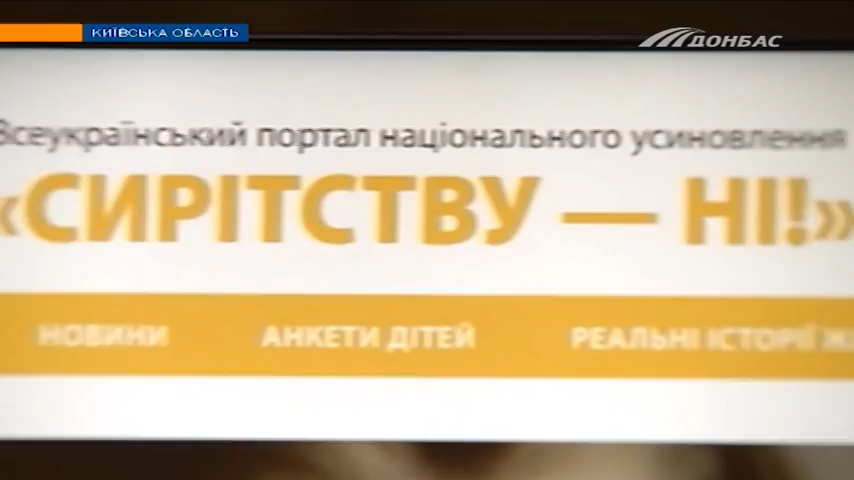 КИЇВСЬКА ОБЛАСТЬ
ДОНБАС
Всеукраїнський портал національного усиновлення
«СИРІТСТВУ — НІ!»
НОВИНИ АНКЕТИ ДІТЕЙ РЕАЛЬНІ ІСТОРІЇ